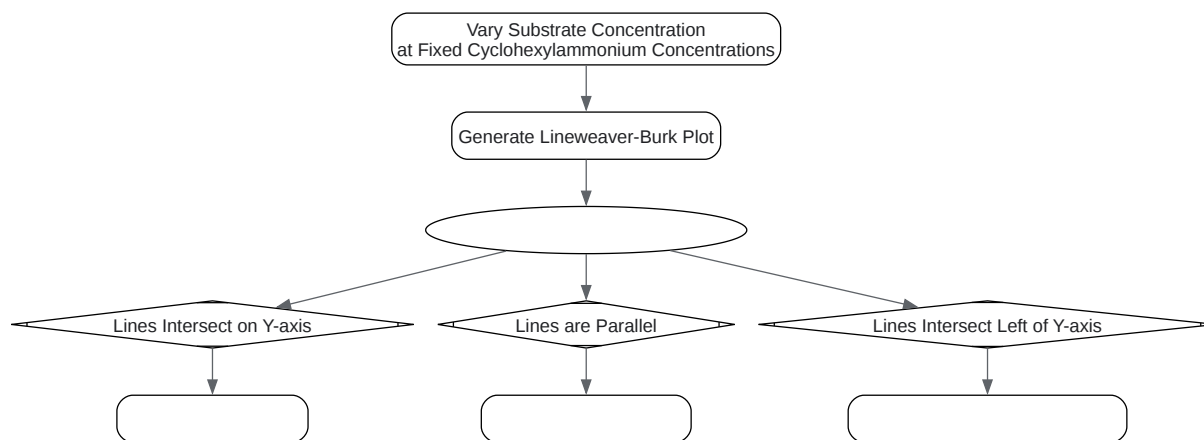 Vary Substrate Concentration
at Fixed Cyclohexylammonium Concentrations
Generate Lineweaver-Burk Plot
Lines Intersect on Y-axis
Lines are Parallel
Lines Intersect Left of Y-axis